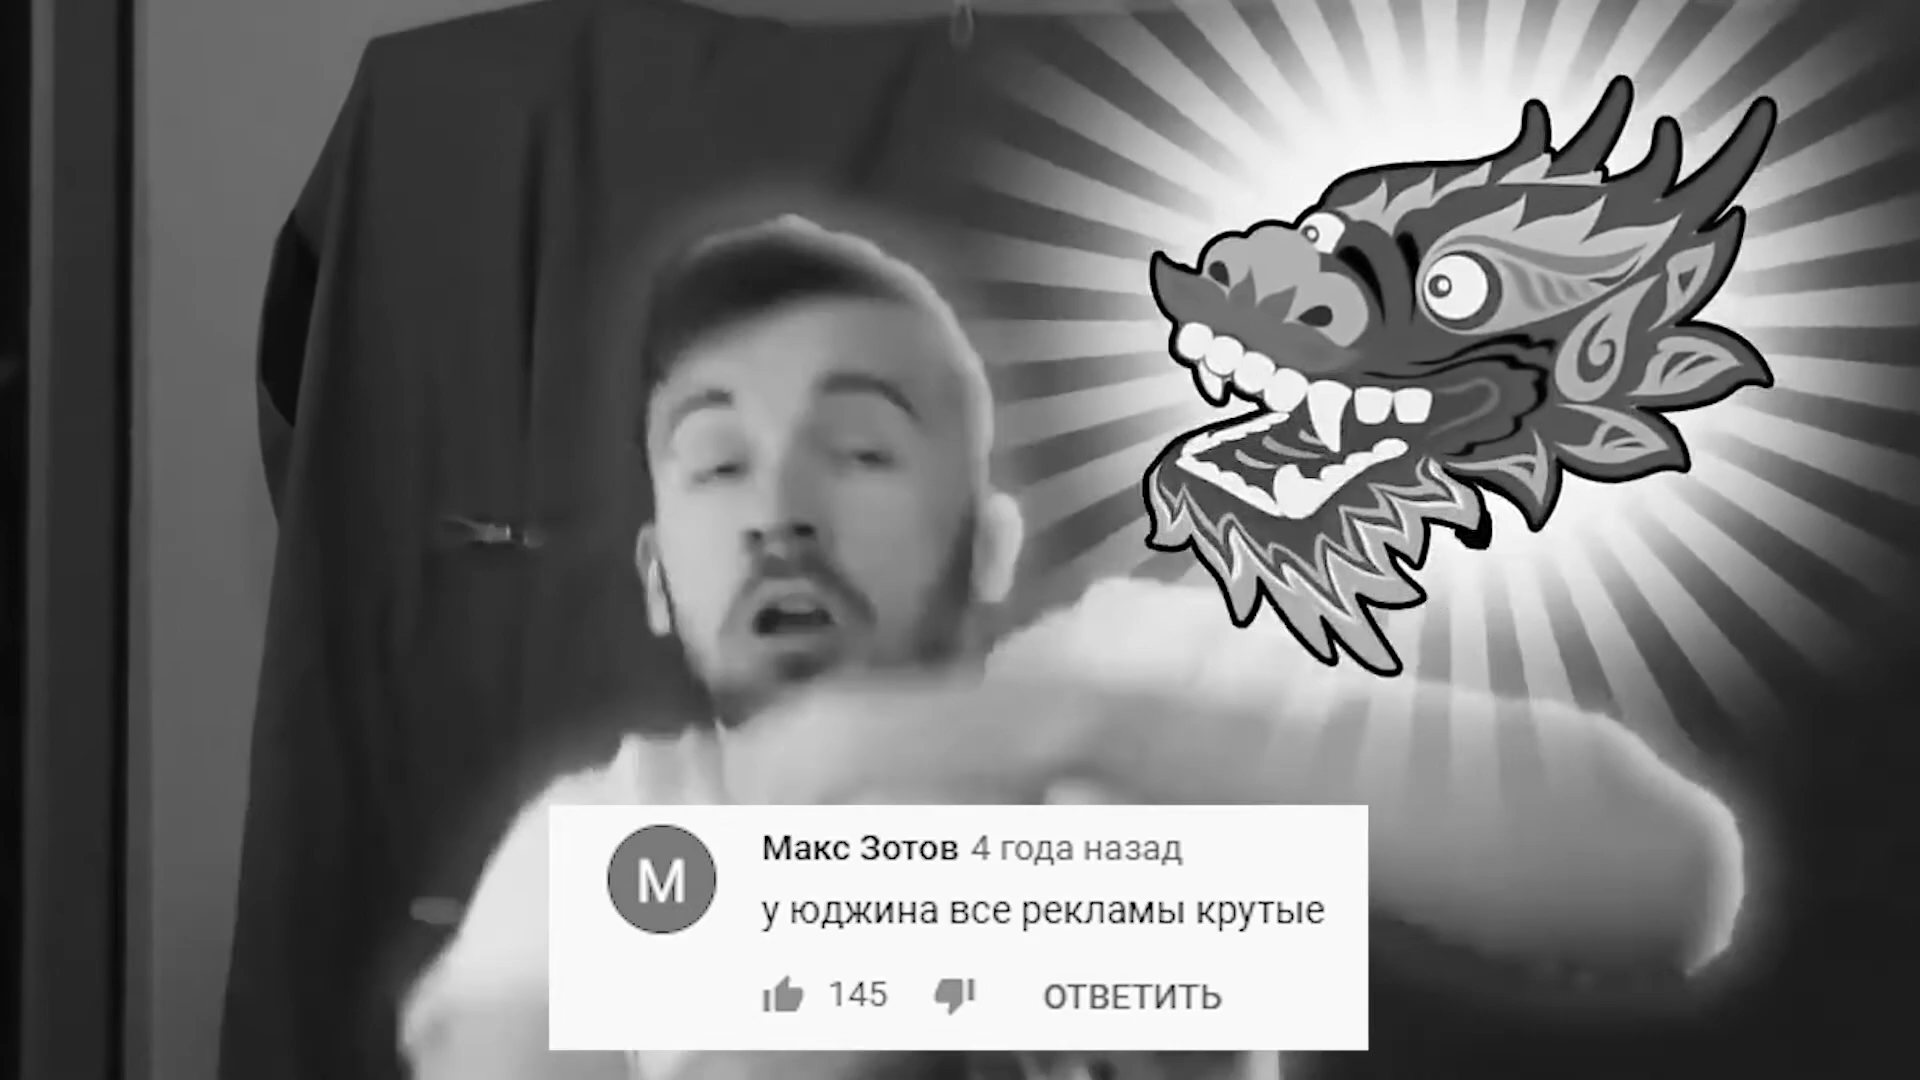 М
Макс Зотов 4 года назад
у юджина все рекламы крутые
145 ОТВЕТИТЬ